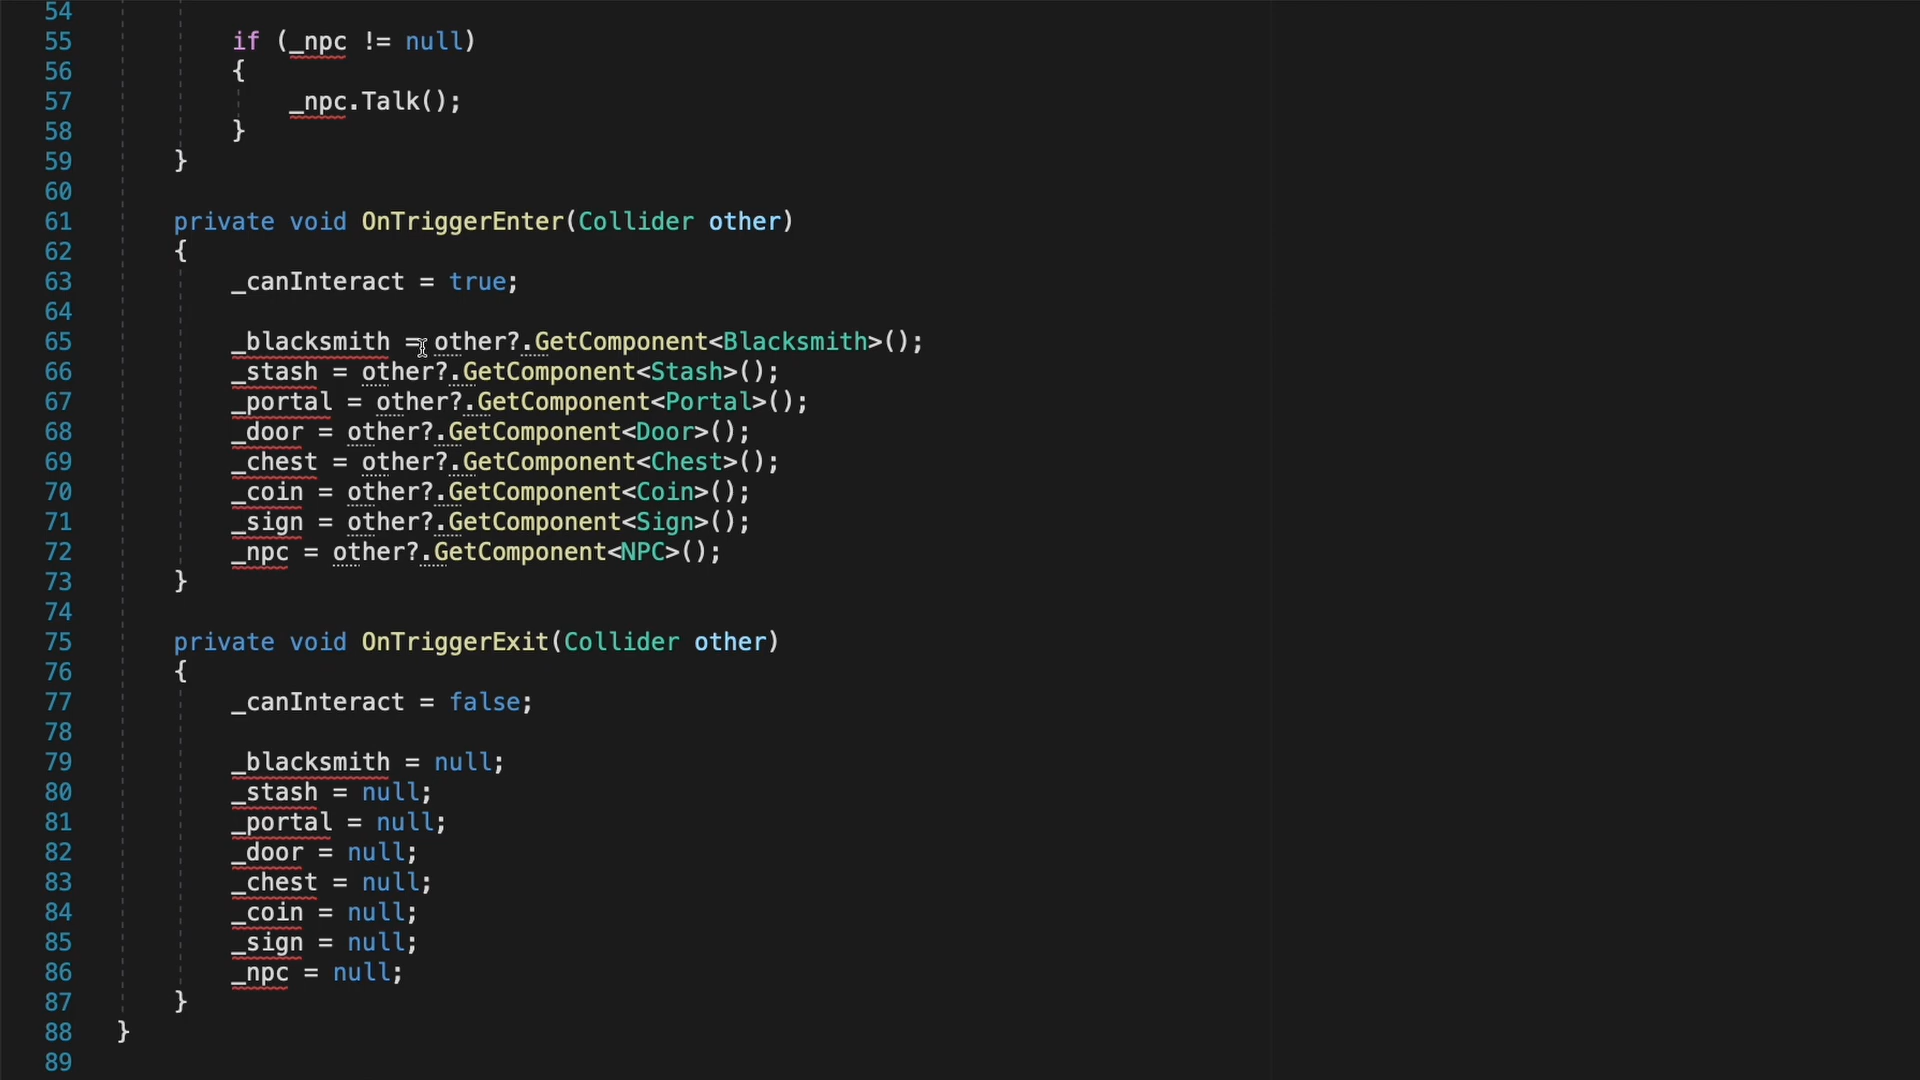 54
55 if (_npc != null)
56 {
57 _npc.Talk();
58 }
59 }
60
61 private void OnTriggerEnter(Collider other)
62 {
63 _canInteract = true;
64
65 _blacksmith = other?.GetComponent<Blacksmith>();
66 _stash = other?.GetComponent<Stash>();
67 _portal = other?.GetComponent<Portal>();
68 _door = other?.GetComponent<Door>();
69 _chest = other?.GetComponent<Chest>();
70 _coin = other?.GetComponent<Coin>();
71 _sign = other?.GetComponent<Sign>();
72 _npc = other?.GetComponent<NPC>();
73 }
74
75 private void OnTriggerExit(Collider other)
76 {
77 _canInteract = false;
78
79 _blacksmith = null;
80 _stash = null;
81 _portal = null;
82 _door = null;
83 _chest = null;
84 _coin = null;
85 _sign = null;
86 _npc = null;
87 }
88 }
89